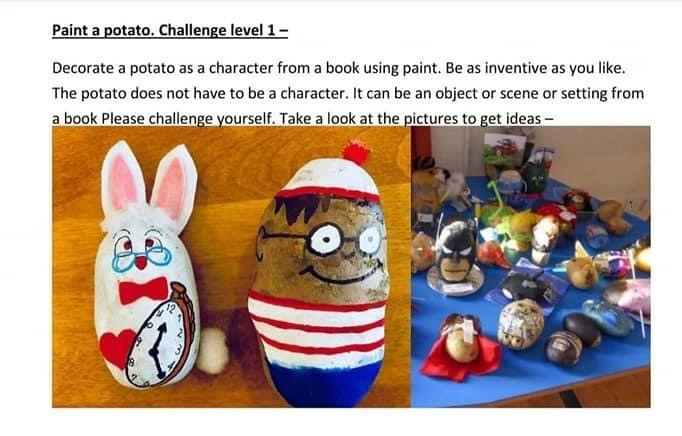 Paint a potato. Challenge level 1 –
Decorate a potato as a character from a book using paint. Be as inventive as you like.
The potato does not have to be a character. It can be an object or scene or setting from
a book Please challenge yourself. Take a look at the pictures to get ideas –
12